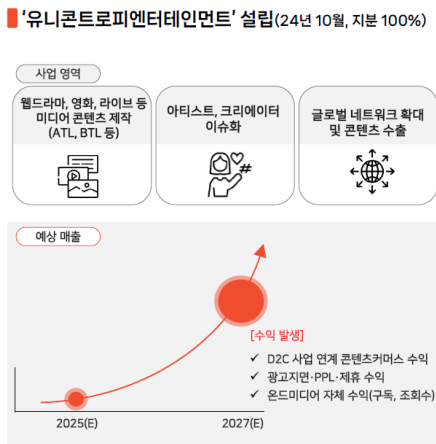 ‘유니콘트로피엔터테인먼트’ 설립(24년 10월, 지분 100%)
사업 영역
웹드라마, 영화, 라이브 등
미디어 콘텐츠 제작
(ATL, BTL 등)
아티스트, 크리에이터
이슈화
글로벌 네트워크 확대
및 콘텐츠 수출
#
예상 매출
[수익 발생]
✓ D2C 사업 연계 콘텐츠커머스 수익
✓ 광고지면·PPL·제휴 수익
✓ 온드미디어 자체 수익(구독, 조회수)
2025(E)
2027(E)